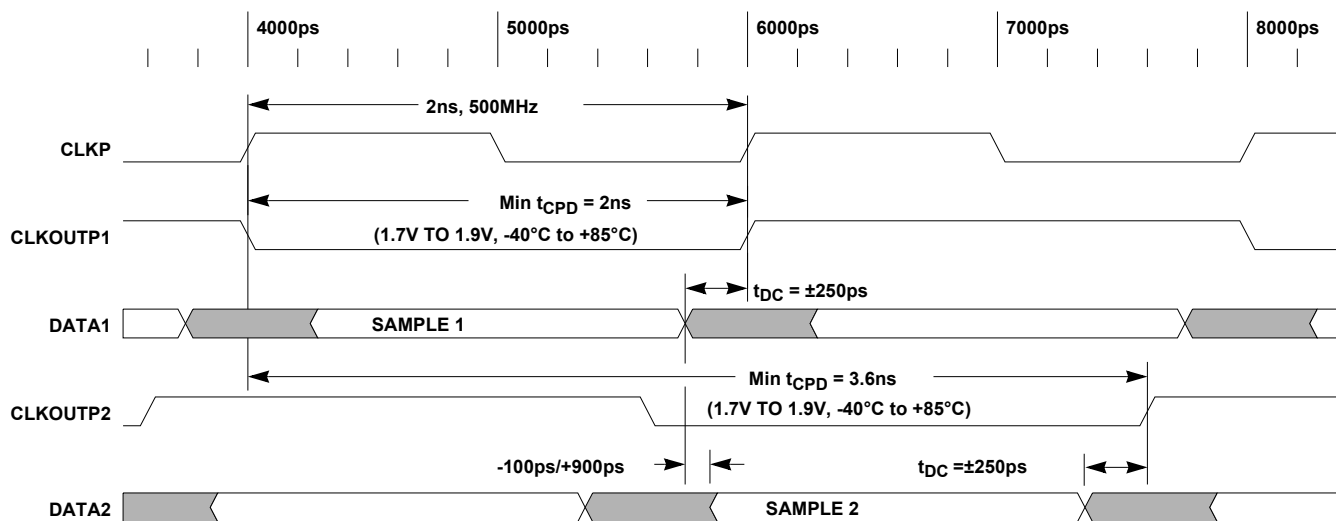 4000ps 5000ps 6000ps 7000ps 8000ps
2ns, 500MHz
CLKP
Min tCPD = 2ns
(1.7V TO 1.9V, -40°C to +85°C)
CLKOUTP1
tDC = ±250ps
DATA1 SAMPLE 1
Min tCPD = 3.6ns
(1.7V TO 1.9V, -40°C to +85°C)
CLKOUTP2
-100ps/+900ps tDC =±250ps
DATA2 SAMPLE 2